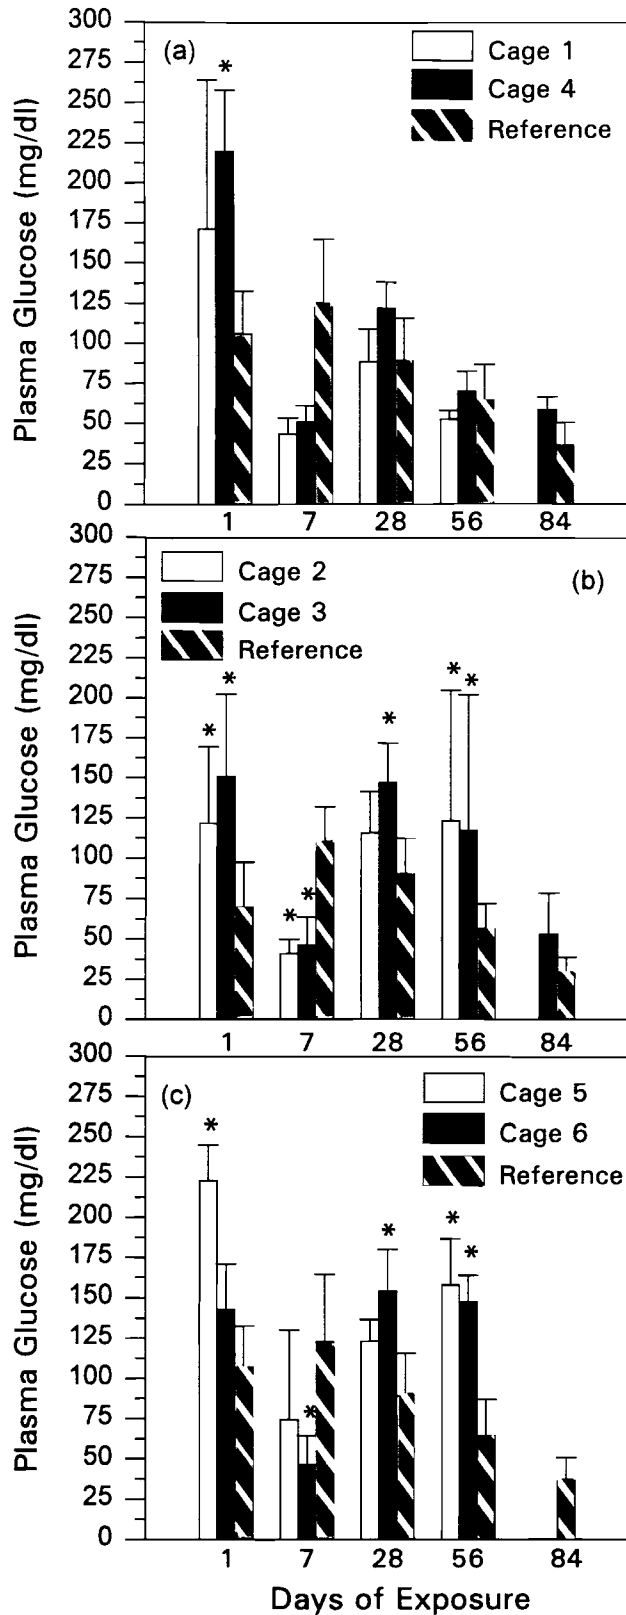 300
275
250
225
200
175
150
125
100
75
50
25
0
Plasma Glucose (mg/dl)
(a)
*
Cage 1
Cage 4
Reference
1 7 28 56 84
300
275
250
225
200
175
150
125
100
75
50
25
0
Plasma Glucose (mg/dl)
Cage 2
Cage 3
Reference
(b)
* *
* *
*
* *
1 7 28 56 84
300
275
250
225
200
175
150
125
100
75
50
25
0
Plasma Glucose (mg/dl)
(c)
Cage 5
Cage 6
Reference
*
*
*
* *
1 7 28 56 84
Days of Exposure